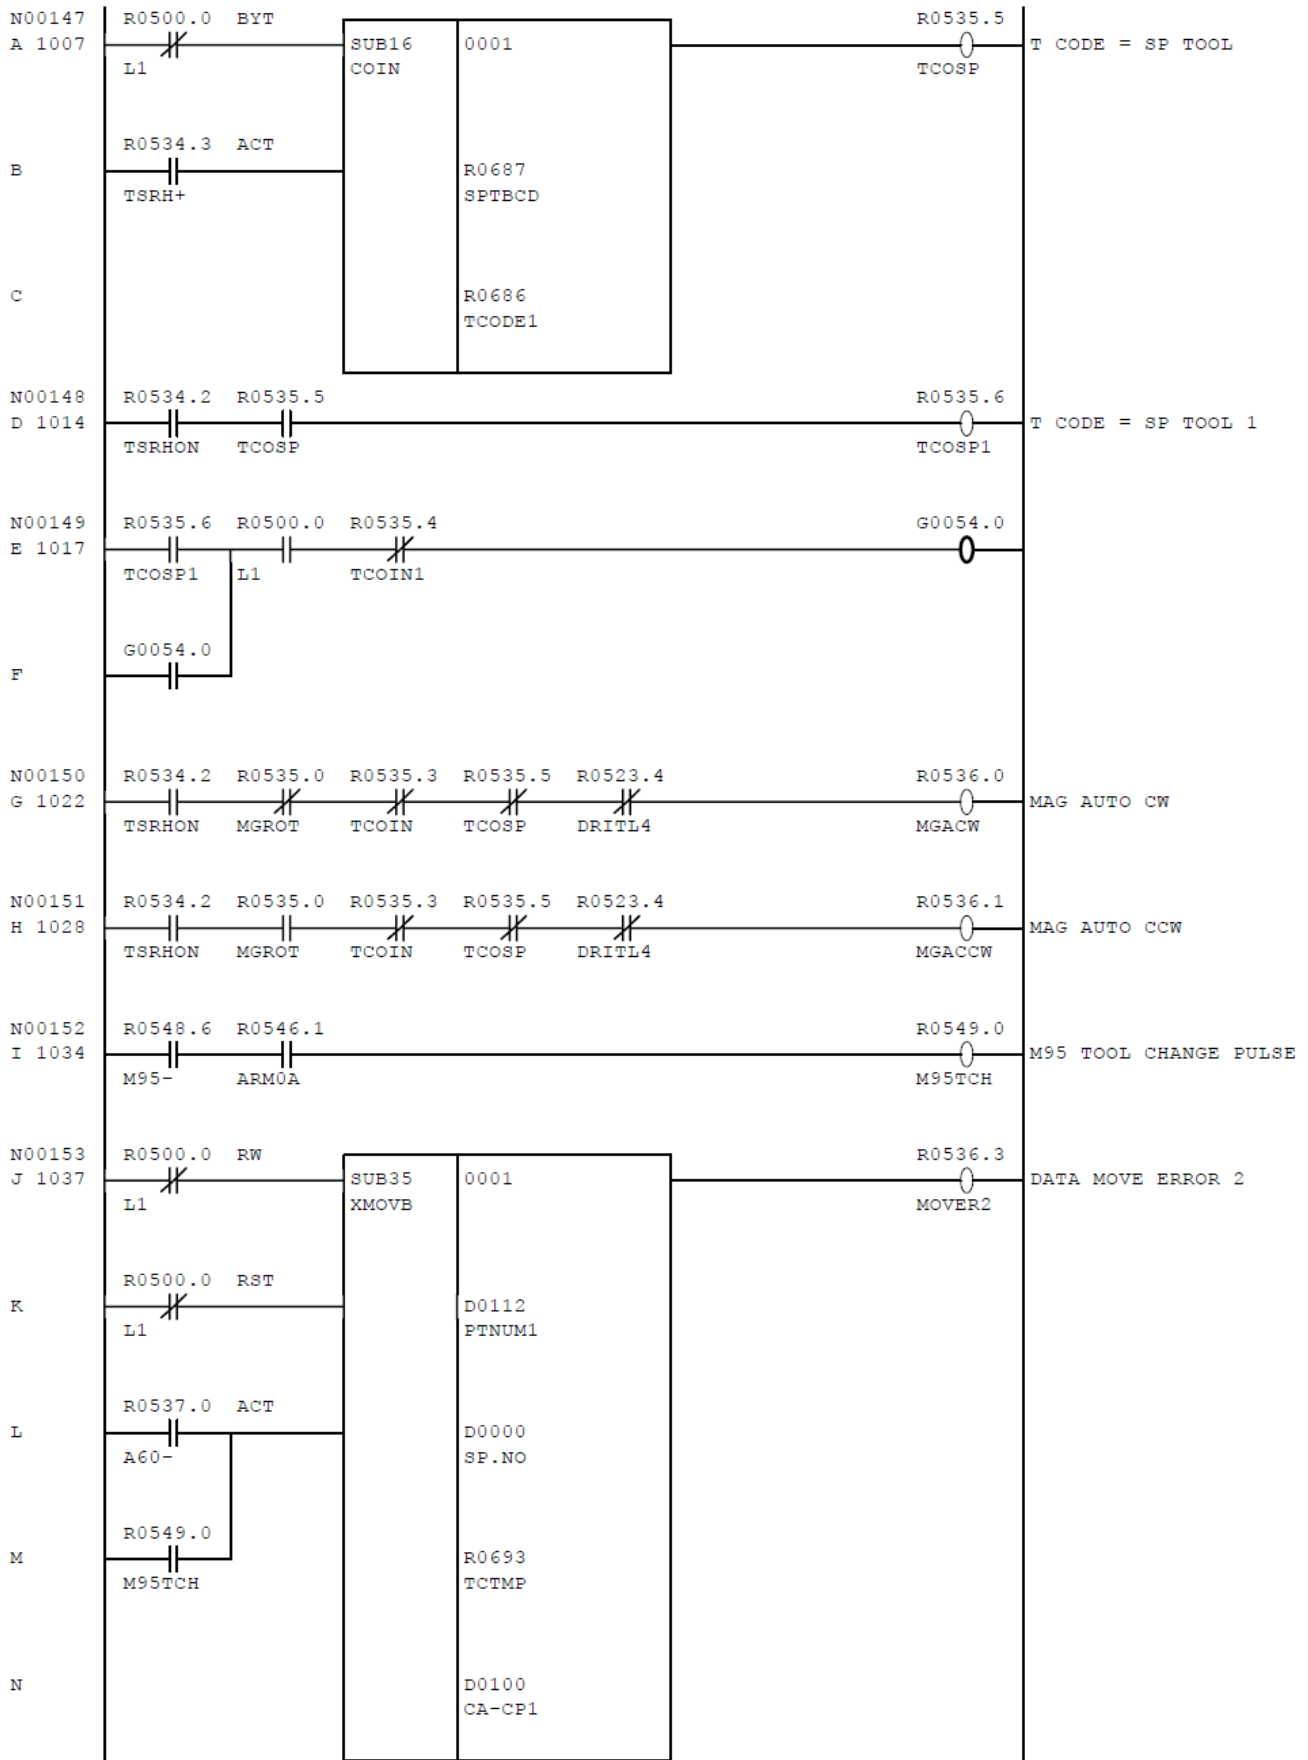 N00147 R0500.0 BYT R0535.5
A 1007 SUB16 0001 T CODE = SP TOOL
L1 COIN TCOSP
R0534.3 ACT
B R0687
TSRH+ SPTBCD
C R0686
TCODE1
N00148 R0534.2 R0535.5 R0535.6
D 1014 T CODE = SP TOOL 1
TSRHON TCOSP TCOSP1
N00149 R0535.6 R0500.0 R0535.4 G0054.0
E 1017
TCOSP1 L1 TCOIN1
G0054.0
F
N00150 R0534.2 R0535.0 R0535.3 R0535.5 R0523.4 R0536.0
G 1022 MAG AUTO CW
TSRHON MGROT TCOIN TCOSP DRITL4 MGACW
N00151 R0534.2 R0535.0 R0535.3 R0535.5 R0523.4 R0536.1
H 1028 MAG AUTO CCW
TSRHON MGROT TCOIN TCOSP DRITL4 MGACCW
N00152 R0548.6 R0546.1 R0549.0
I 1034 M95 TOOL CHANGE PULSE
M95- ARM0A M95TCH
N00153 R0500.0 RW R0536.3
J 1037 SUB35 0001 DATA MOVE ERROR 2
L1 XMOVB MOVER2
R0500.0 RST
K D0112
L1 PTNUM1
R0537.0 ACT
L D0000
A60- SP.NO
R0549.0
M R0693
M95TCH TCTMP
N D0100
CA-CP1